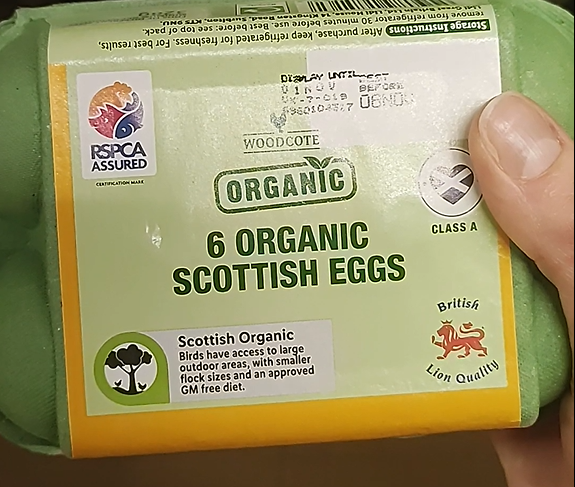 Storage Instructions After purchase, keep refrigerated for freshness. For best results,
remove from refrigerator 30 minutes before use. Best before: see top of pack.
DISPLAY UNTIL BEST
01NOV BEFORE
06NOV
WOODCOTE
RSPCA
ASSURED
CERTIFICATION MARK
ORGANIC
CLASS A
6 ORGANIC
SCOTTISH EGGS
British
Lion Quality
Scottish Organic
Birds have access to large
outdoor areas, with smaller
flock sizes and an approved
GM free diet.